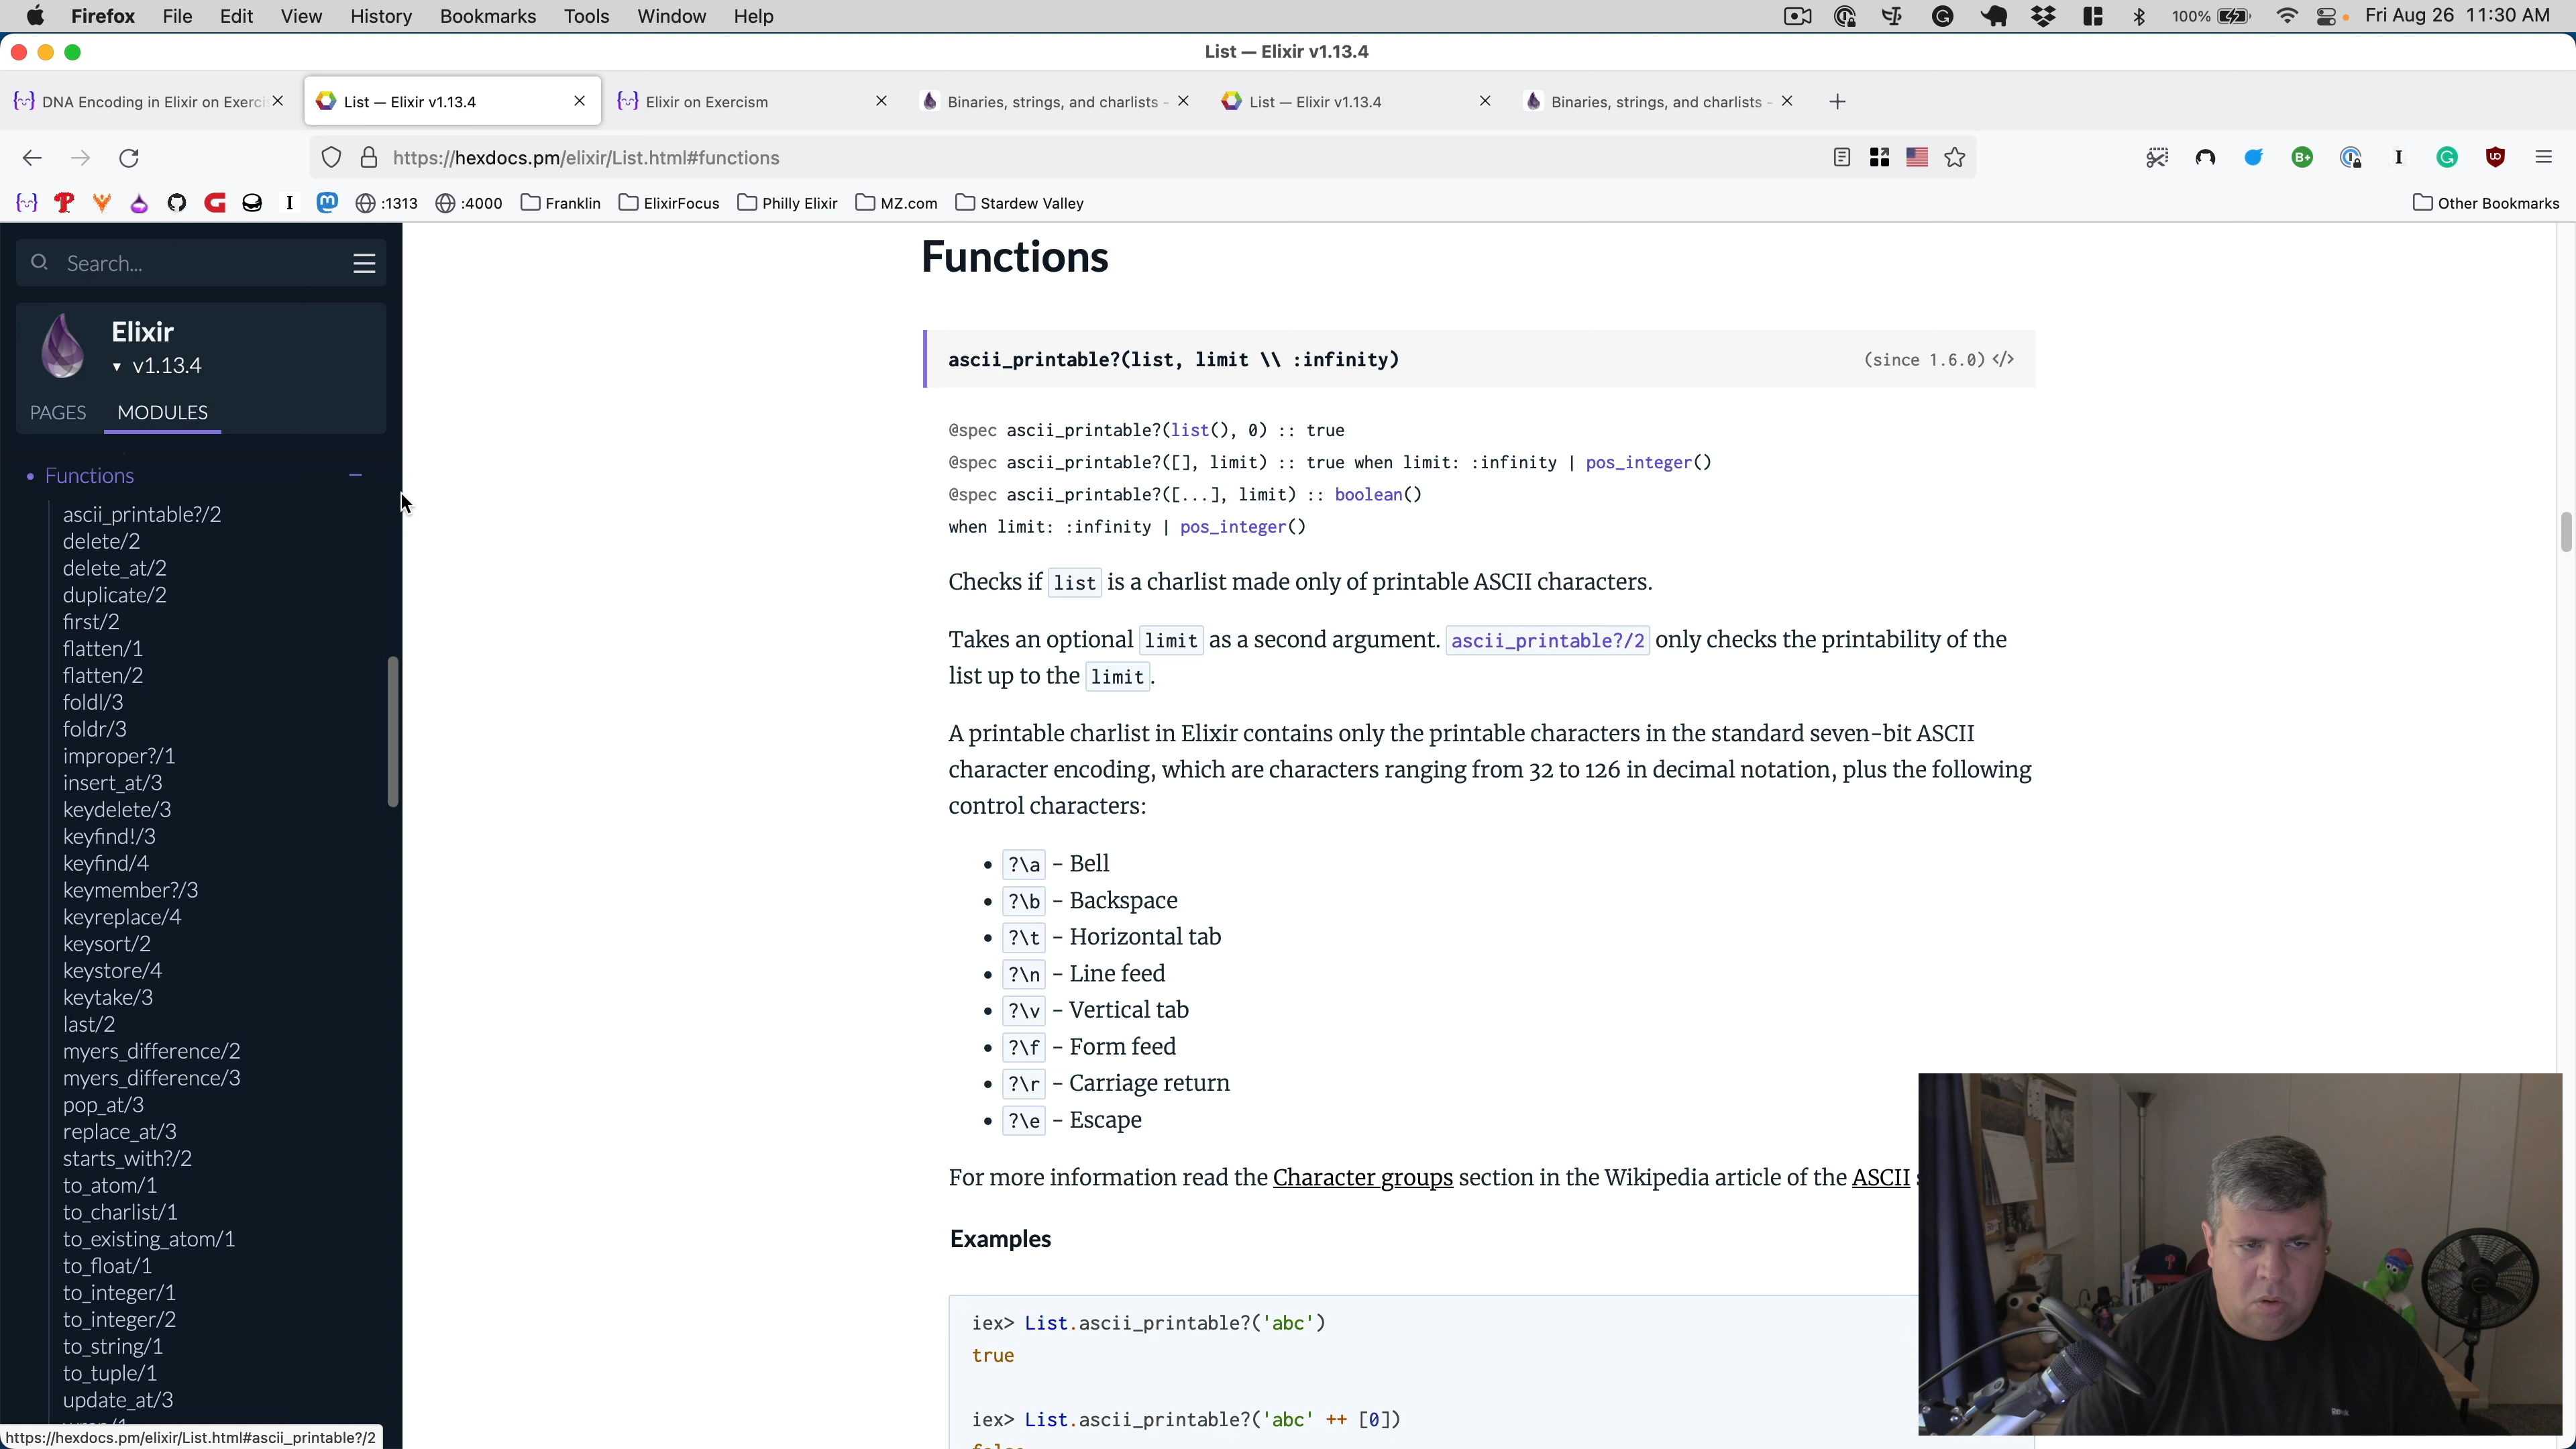 Firefox File Edit View History Bookmarks Tools Window Help 100% Fri Aug 26 11:30 AM
List — Elixir v1.13.4
DNA Encoding in Elixir on Exerci List — Elixir v1.13.4 Elixir on Exercism Binaries, strings, and charlists - List — Elixir v1.13.4 Binaries, strings, and charlists -
https://hexdocs.pm/elixir/List.html#functions
:1313 :4000 Franklin ElixirFocus Philly Elixir MZ.com Stardew Valley Other Bookmarks
Search...
Elixir
v1.13.4
PAGES MODULES
Functions
ascii_printable?/2
delete/2
delete_at/2
duplicate/2
first/2
flatten/1
flatten/2
foldl/3
foldr/3
improper?/1
insert_at/3
keydelete/3
keyfind!/3
keyfind/4
keymember?/3
keyreplace/4
keysort/2
keystore/4
keytake/3
last/2
myers_difference/2
myers_difference/3
pop_at/3
replace_at/3
starts_with?/2
to_atom/1
to_charlist/1
to_existing_atom/1
to_float/1
to_integer/1
to_integer/2
to_string/1
to_tuple/1
update_at/3
https://hexdocs.pm/elixir/List.html#ascii_printable?/2
Functions
ascii_printable?(list, limit \\ :infinity) (since 1.6.0) </>
@spec ascii_printable?(list(), 0) :: true
@spec ascii_printable?([], limit) :: true when limit: :infinity | pos_integer()
@spec ascii_printable?([...], limit) :: boolean()
when limit: :infinity | pos_integer()
Checks if list is a charlist made only of printable ASCII characters.
Takes an optional limit as a second argument. ascii_printable?/2 only checks the printability of the
list up to the limit.
A printable charlist in Elixir contains only the printable characters in the standard seven-bit ASCII
character encoding, which are characters ranging from 32 to 126 in decimal notation, plus the following
control characters:
• ?\a - Bell
• ?\b - Backspace
• ?\t - Horizontal tab
• ?\n - Line feed
• ?\v - Vertical tab
• ?\f - Form feed
• ?\r - Carriage return
• ?\e - Escape
For more information read the Character groups section in the Wikipedia article of the ASCII
Examples
iex> List.ascii_printable?('abc')
true
iex> List.ascii_printable?('abc' ++ [0])